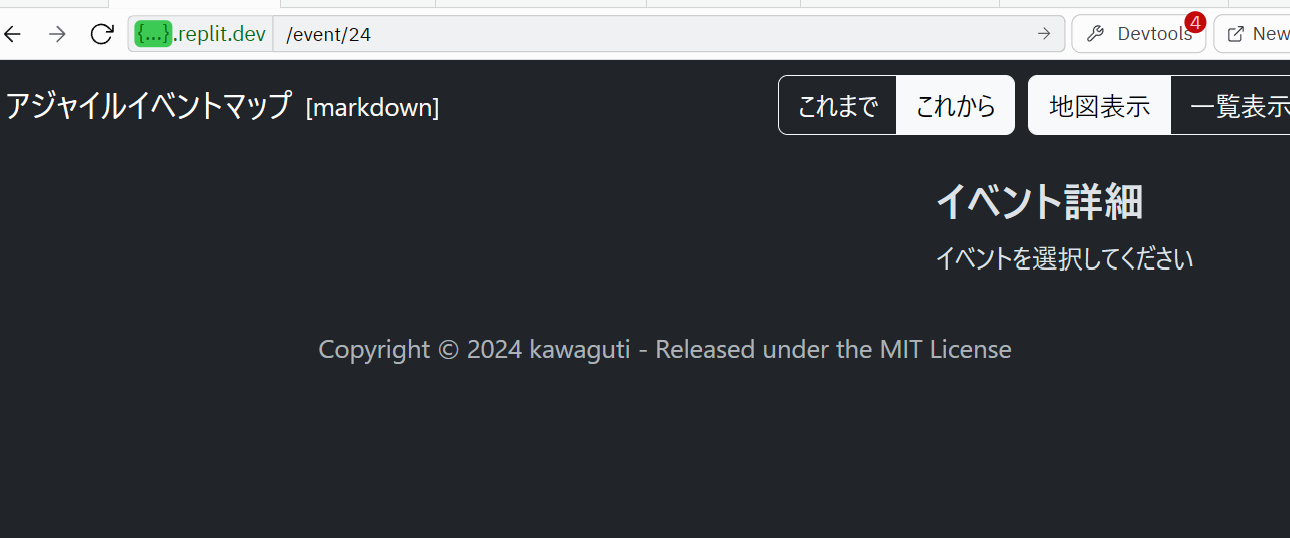 {...}.replit.dev /event/24 Devtools 4 New
アジャイルイベントマップ [markdown] これまで これから 地図表示 一覧表示
イベント詳細
イベントを選択してください
Copyright © 2024 kawaguti - Released under the MIT License